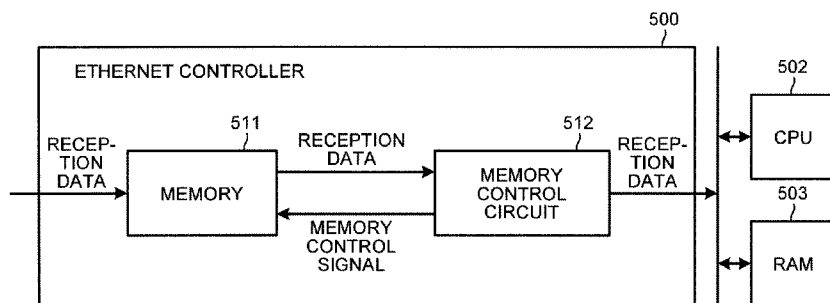 500
ETHERNET CONTROLLER
502
CPU
511
512
RECEP-
TION
DATA
RECEPTION
DATA
RECEP-
TION
DATA
MEMORY
MEMORY
CONTROL
CIRCUIT
MEMORY
CONTROL
SIGNAL
503
RAM